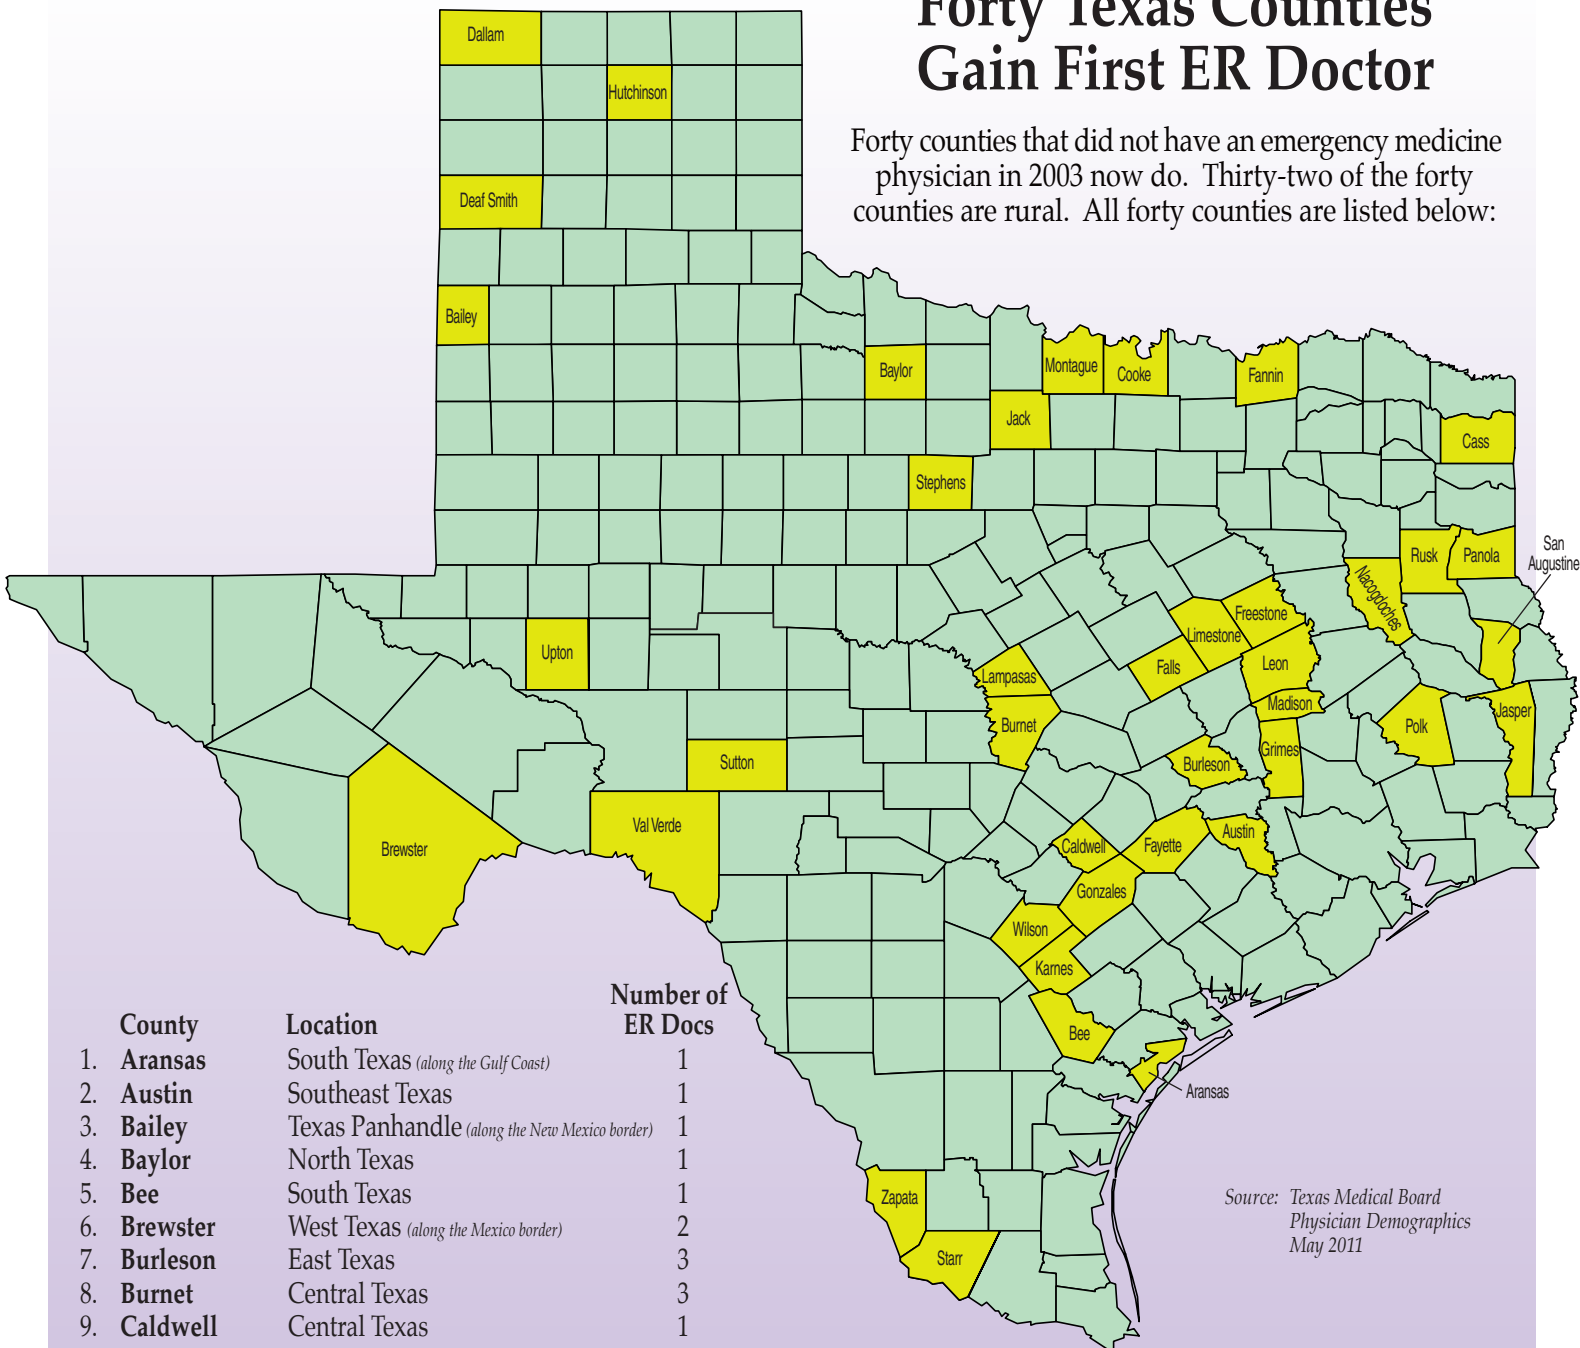 Forty Texas Counties
Gain First ER Doctor
Forty counties that did not have an emergency medicine
physician in 2003 now do.  Thirty-two of the forty
counties are rural.  All forty counties are listed below:
Dallam
Hutchinson
Deaf Smith
Bailey
Baylor
Montague
Cooke
Fannin
Jack
Cass
Stephens
Rusk
Panola
San
Augustine
Nacogdoches
Freestone
Limestone
Upton
Falls
Leon
Lampasas
Madison
Burnet
Polk
Jasper
Grimes
Sutton
Burleson
Val Verde
Brewster
Caldwell
Fayette
Austin
Gonzales
Wilson
Karnes
Bee
Aransas
Zapata
Starr
County Location Number of ER Docs
1. Aransas South Texas (along the Gulf Coast) 1
2. Austin Southeast Texas 1
3. Bailey Texas Panhandle (along the New Mexico border) 1
4. Baylor North Texas 1
5. Bee South Texas 1
6. Brewster West Texas (along the Mexico border) 2
7. Burleson East Texas 3
8. Burnet Central Texas 3
9. Caldwell Central Texas 1
Source: Texas Medical Board
Physician Demographics
May 2011